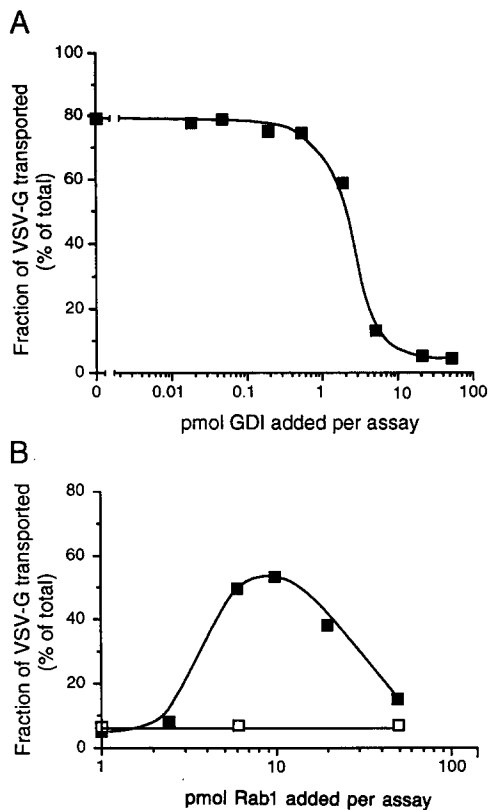 A
Fraction of VSV-G transported
(% of total)
100
80
60
40
20
0
0
0.01
0.1
1
10
100
pmol GDI added per assay
B
Fraction of VSV-G transported
(% of total)
80
60
40
20
0
1
10
100
pmol Rab1 added per assay